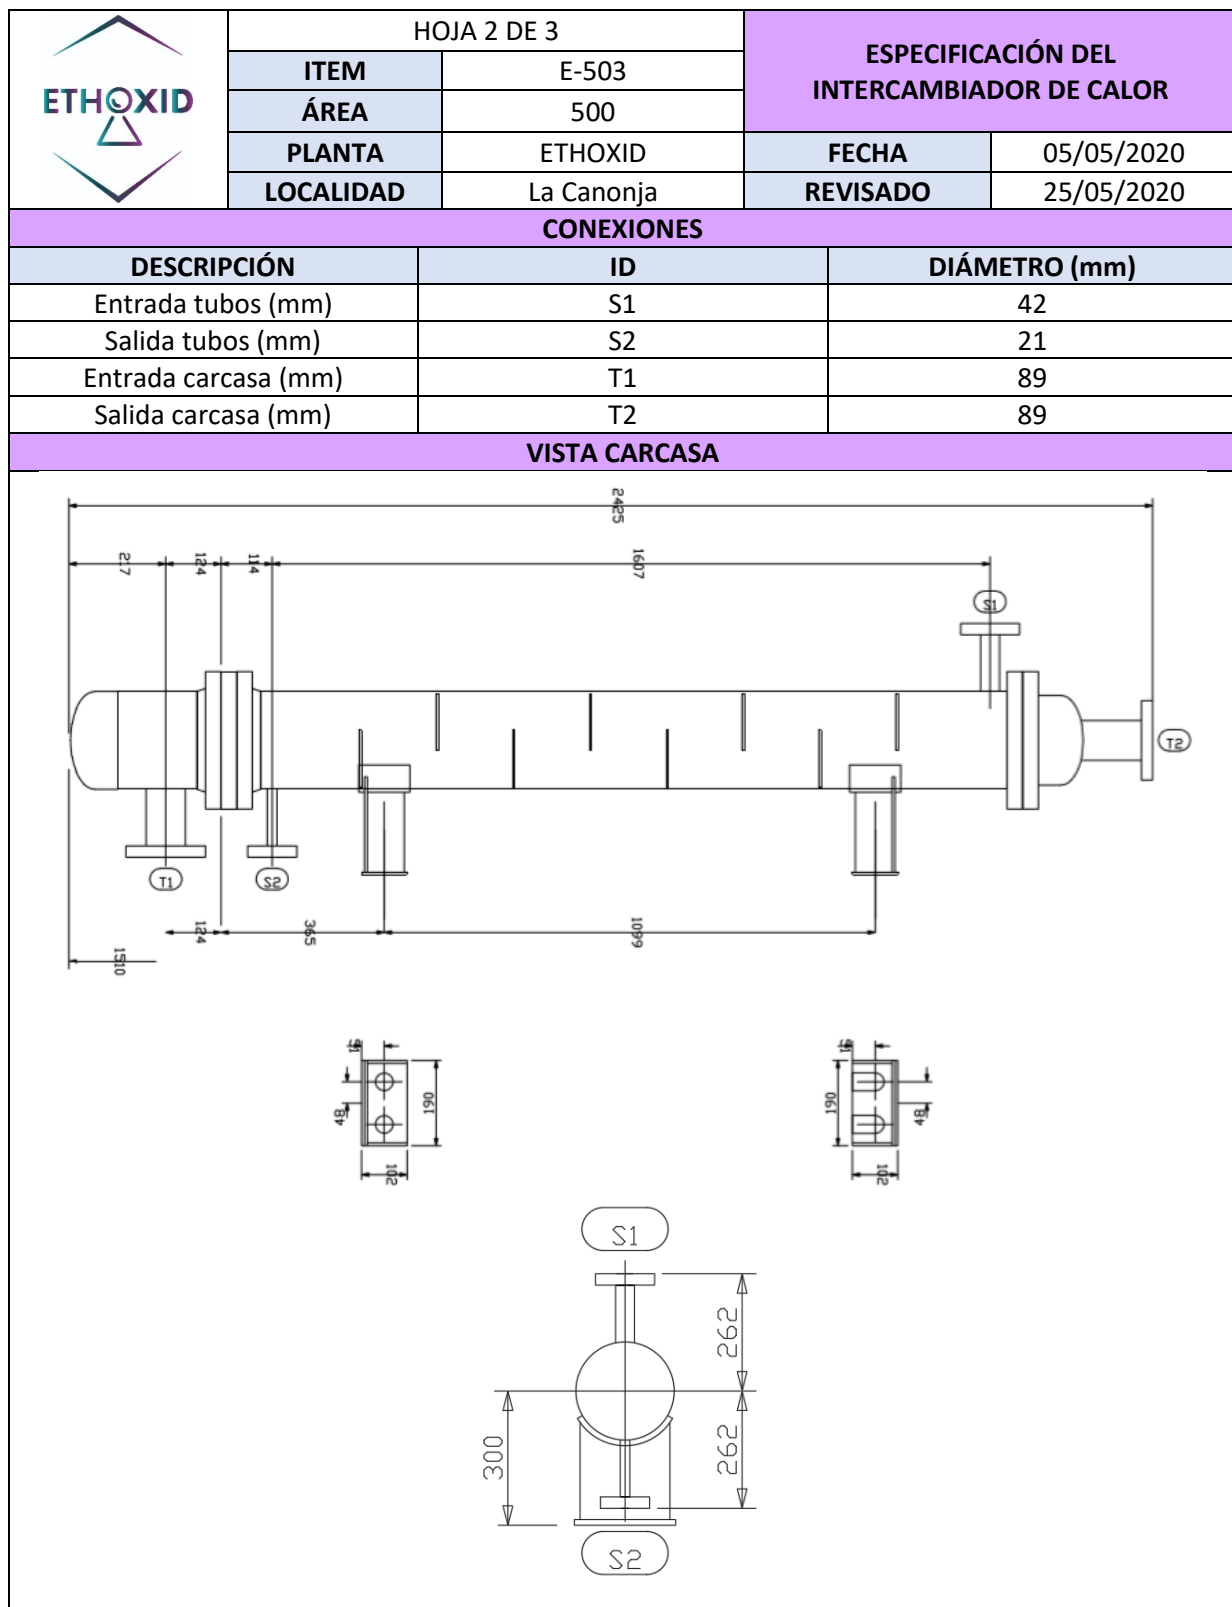 HOJA 2 DE 3
ESPECIFICACIÓN DEL
INTERCAMBIADOR DE CALOR
ETHOXID
ITEM E-503
ÁREA 500
PLANTA ETHOXID FECHA 05/05/2020
LOCALIDAD La Canonja REVISADO 25/05/2020
CONEXIONES
DESCRIPCIÓN ID DIÁMETRO (mm)
Entrada tubos (mm) S1 42
Salida tubos (mm) S2 21
Entrada carcasa (mm) T1 89
Salida carcasa (mm) T2 89
VISTA CARCASA
2425
217 124 114 1607
S1
T2
T1 S2
124 365 1099
1510
48 190 190 48
102 102
S1
262
300 262
S2